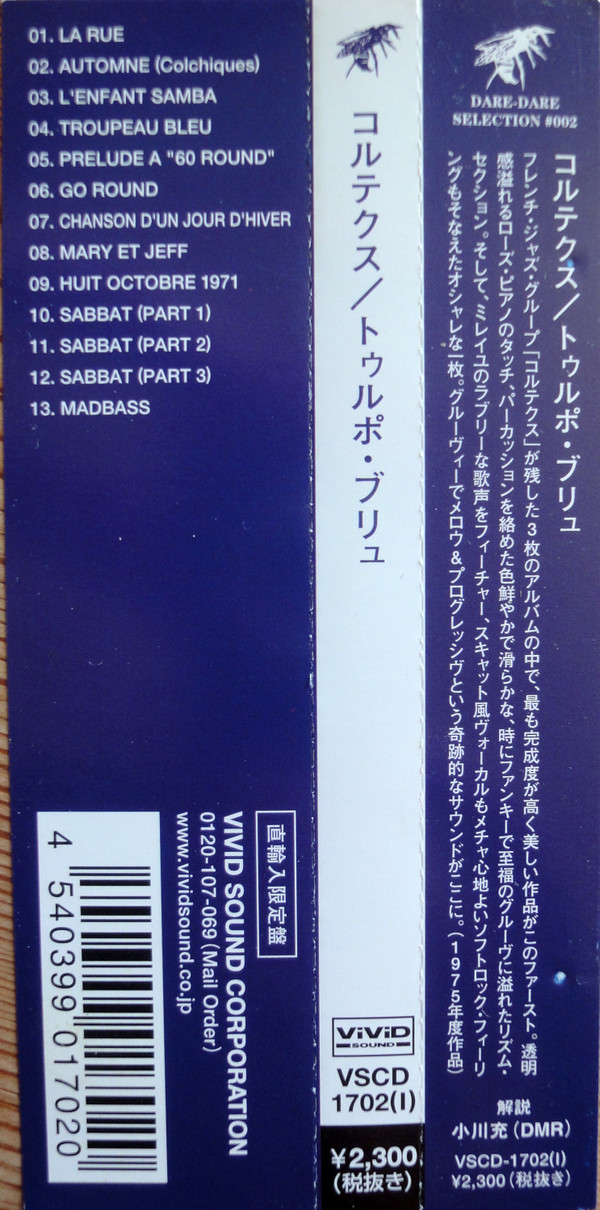 01. LA RUE
02. AUTOMNE (Colchiques)
03. L'ENFANT SAMBA
04. TROUPEAU BLEU
05. PRELUDE A "60 ROUND"
06. GO ROUND
07. CHANSON D'UN JOUR D'HIVER
08. MARY ET JEFF
09. HUIT OCTOBRE 1971
10. SABBAT (PART 1)
11. SABBAT (PART 2)
12. SABBAT (PART 3)
13. MADBASS
直輸入限定盤
VIVID SOUND CORPORATION
0120-107-069 (Mail Order)
www.vividsound.co.jp
4 540399 017020
コルテクス/トゥルポ・ブリュ
ViViD
SOUND
VSCD
1702(I)
¥2,300
(税抜き)
DARE-DARE
SELECTION #002
コルテクス/トゥルポ・ブリュ
フレンチ・ジャズ・グループ「コルテクス」が残した3枚のアルバムの中で、最も完成度が高く美しい作品がこのファースト。透明
感溢れるローズ・ピアノのタッチ、パーカッションを絡めた色鮮やかで滑らかな、時にファンキーで至福のグルーヴに溢れたリズム・
セクション。そして、ミレイユのラブリーな歌声をフィーチャー、スキャット風ヴォーカルもメチャ心地よいソフトロック・フィーリ
ングもそなえたオシャレな一枚。グルーヴィーでメロウ&プログレッシヴという奇跡的なサウンドがここに。(1975年度作品)
解説
小川充(DMR)
VSCD-1702(I)
¥2,300(税抜き)